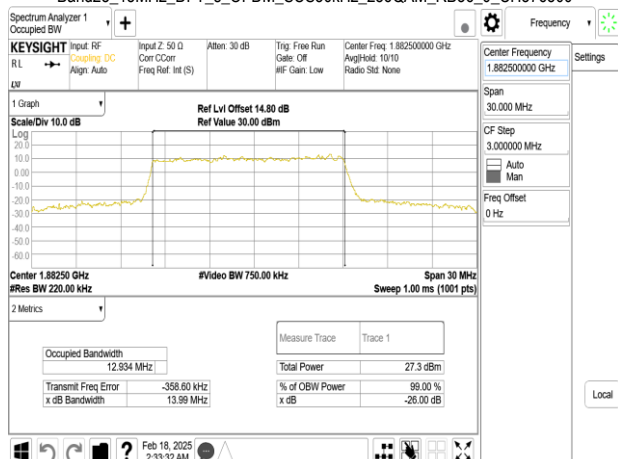 Spectrum Analyzer 1
Occupied BW
+
Frequency
KEYSIGHT
RL
Input: RF
Coupling: DC
Align: Auto
Input Z: 50 Ω
Corr CCorr
Freq Ref: Int (S)
Atten: 30 dB
Trig: Free Run
Gate: Off
#IF Gain: Low
Center Freq: 1.882500000 GHz
Avg|Hold: 10/10
Radio Std: None
Center Frequency
1.882500000 GHz
Settings
Span
30.000 MHz
CF Step
3.000000 MHz
Auto
Man
Freq Offset
0 Hz
1 Graph
Scale/Div 10.0 dB
Ref Lvl Offset 14.80 dB
Ref Value 30.00 dBm
Log
20.0
10.0
0.00
-10.0
-20.0
-30.0
-40.0
-50.0
-60.0
Center 1.88250 GHz
#Video BW 750.00 kHz
Span 30 MHz
#Res BW 220.00 kHz
Sweep 1.00 ms (1001 pts)
2 Metrics
Measure Trace
Trace 1
Occupied Bandwidth
12.934 MHz
Total Power
27.3 dBm
Transmit Freq Error
-358.60 kHz
% of OBW Power
99.00 %
x dB Bandwidth
13.99 MHz
x dB
-26.00 dB
Local
?
Feb 18, 2025
2:33:32 AM